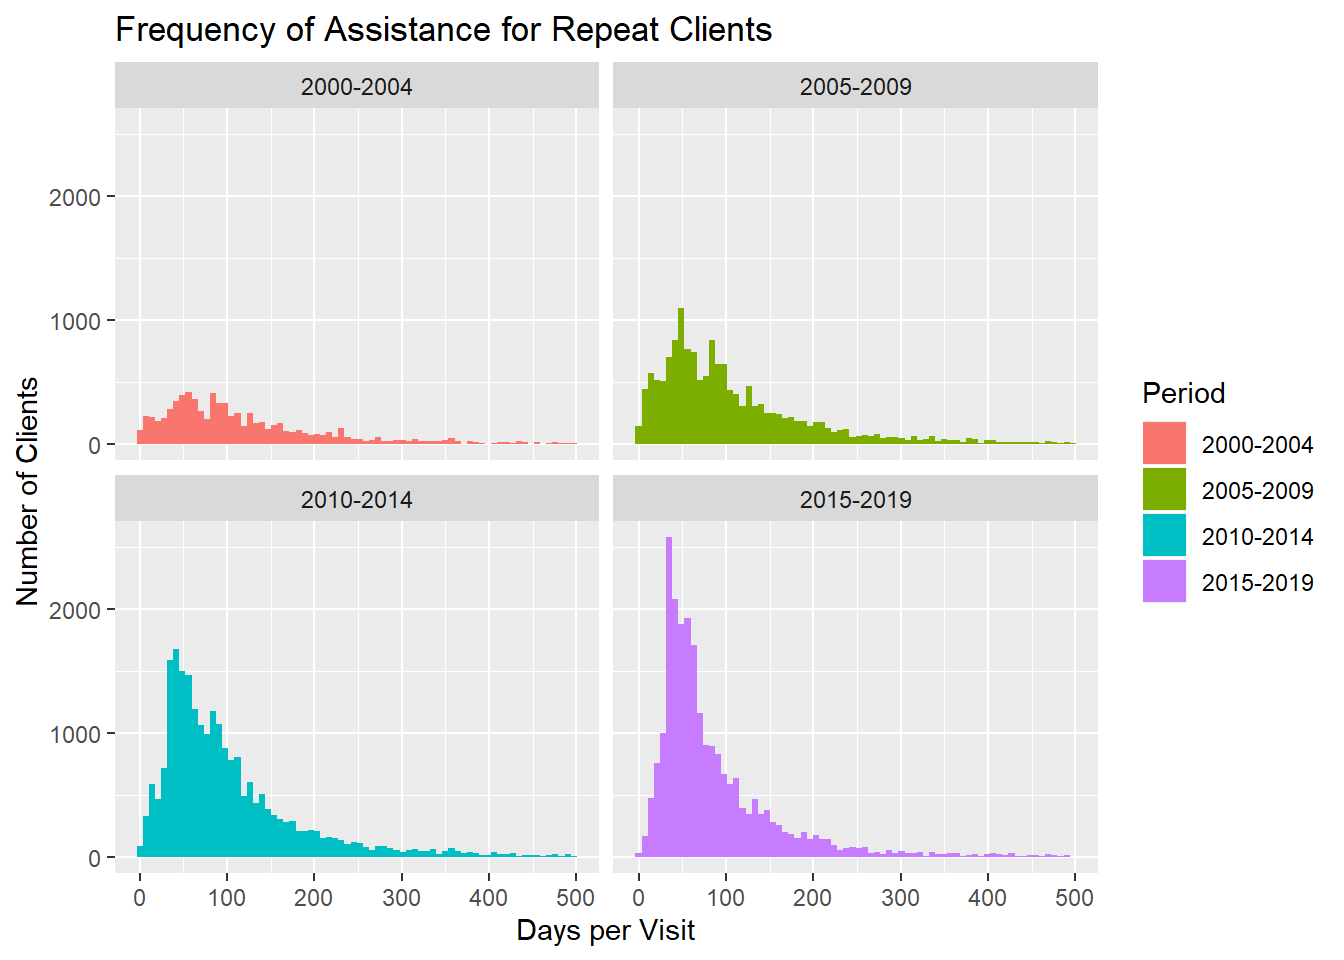 Frequency of Assistance for Repeat Clients
2000-2004
2005-2009
2000
1000
0
2010-2014
2015-2019
2000
1000
0
0 100 200 300 400 500
0 100 200 300 400 500
Days per Visit
Number of Clients
Period
2000-2004
2005-2009
2010-2014
2015-2019